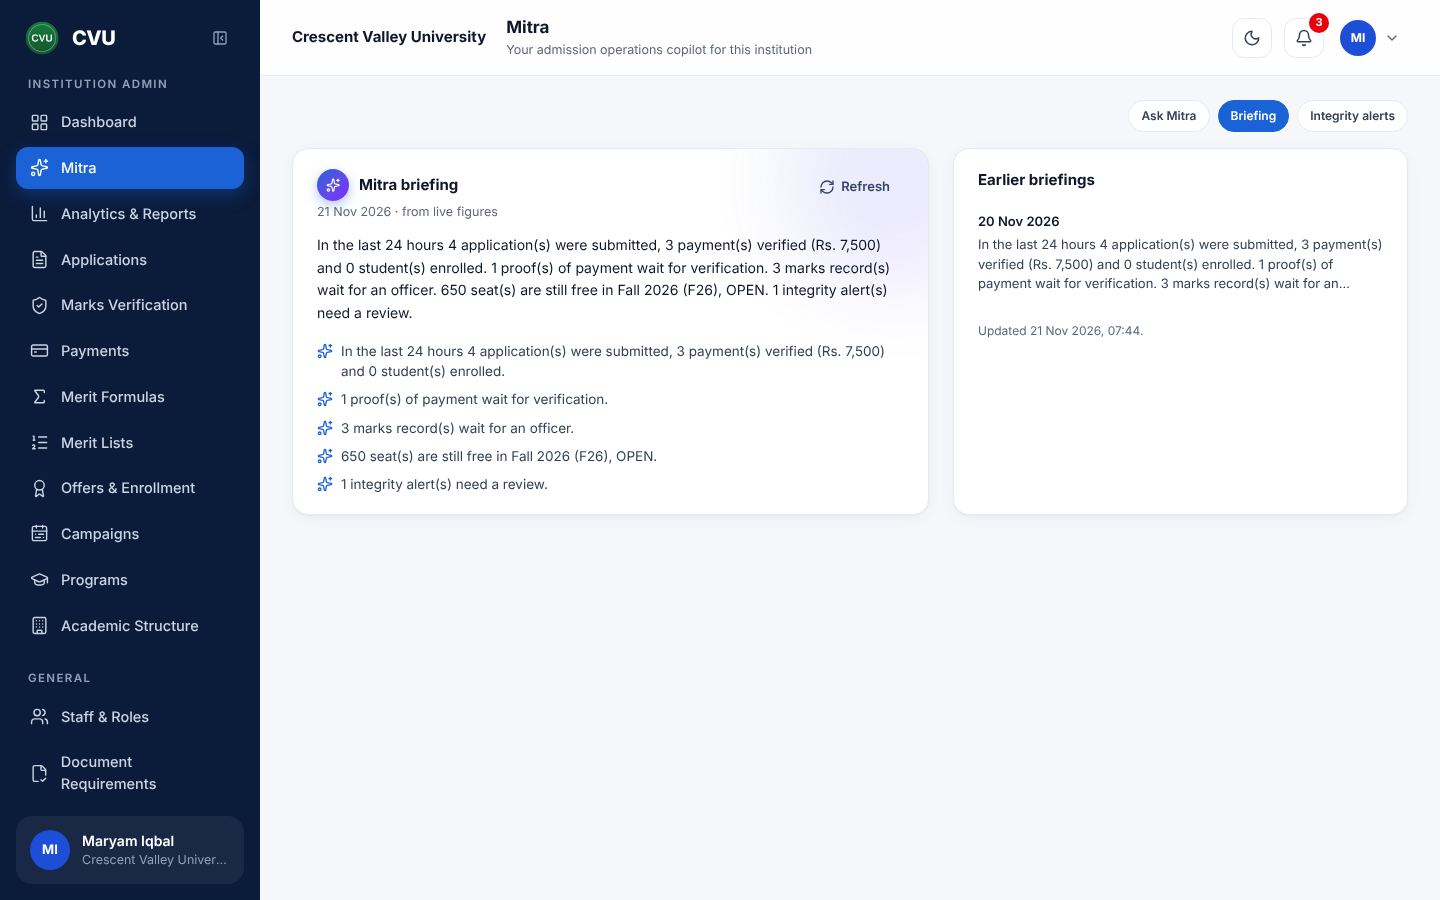 CVU
CVU
INSTITUTION ADMIN
Dashboard
Mitra
Analytics & Reports
Applications
Marks Verification
Payments
Merit Formulas
Merit Lists
Offers & Enrollment
Campaigns
Programs
Academic Structure
GENERAL
Staff & Roles
Document
Requirements
MI
Maryam Iqbal
Crescent Valley Univer...
Crescent Valley University
Mitra
Your admission operations copilot for this institution
3
MI
Ask Mitra
Briefing
Integrity alerts
Mitra briefing
Refresh
21 Nov 2026 · from live figures
In the last 24 hours 4 application(s) were submitted, 3 payment(s) verified (Rs. 7,500)
and 0 student(s) enrolled. 1 proof(s) of payment wait for verification. 3 marks record(s)
wait for an officer. 650 seat(s) are still free in Fall 2026 (F26), OPEN. 1 integrity alert(s)
need a review.
In the last 24 hours 4 application(s) were submitted, 3 payment(s) verified (Rs. 7,500)
and 0 student(s) enrolled.
1 proof(s) of payment wait for verification.
3 marks record(s) wait for an officer.
650 seat(s) are still free in Fall 2026 (F26), OPEN.
1 integrity alert(s) need a review.
Earlier briefings
20 Nov 2026
In the last 24 hours 4 application(s) were submitted, 3 payment(s)
verified (Rs. 7,500) and 0 student(s) enrolled. 1 proof(s) of
payment wait for verification. 3 marks record(s) wait for an...
Updated 21 Nov 2026, 07:44.